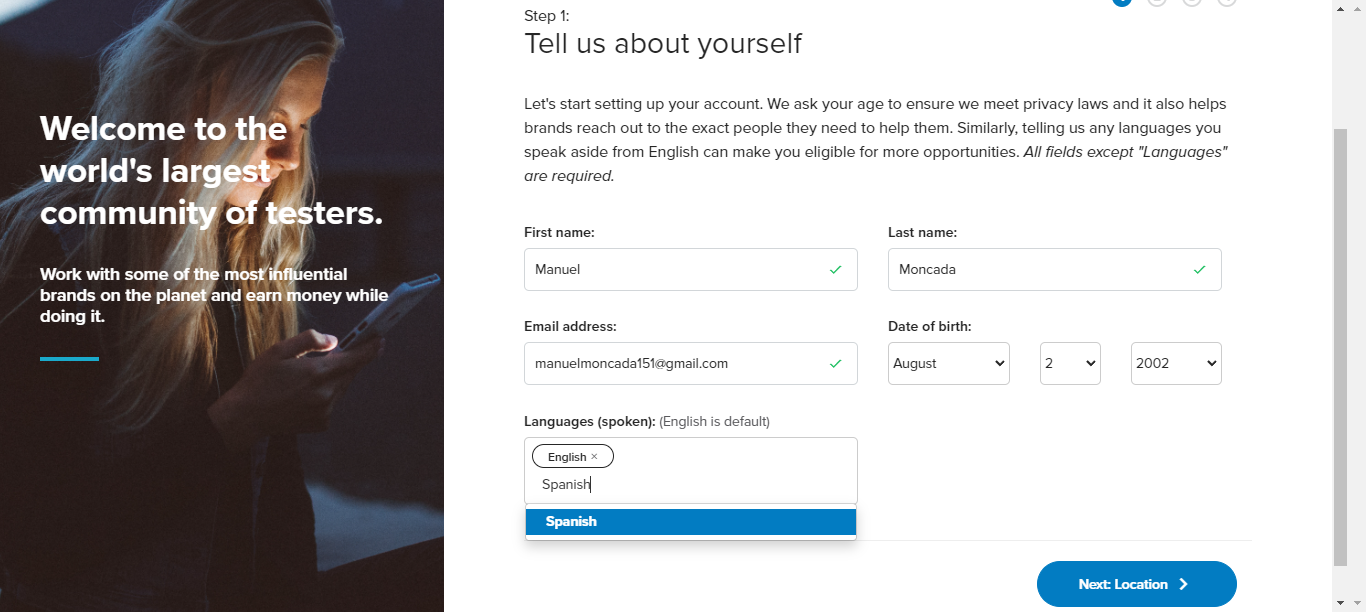 Welcome to the
world's largest
community of testers.
Work with some of the most influential
brands on the planet and earn money while
doing it.
Step 1:
Tell us about yourself
Let's start setting up your account. We ask your age to ensure we meet privacy laws and it also helps
brands reach out to the exact people they need to help them. Similarly, telling us any languages you
speak aside from English can make you eligible for more opportunities. All fields except "Languages"
are required.
First name:
Last name:
Manuel
Moncada
Email address:
Date of birth:
manuelmoncada151@gmail.com
August
2
2002
Languages (spoken): (English is default)
English ×
Spanish
Spanish
Next: Location